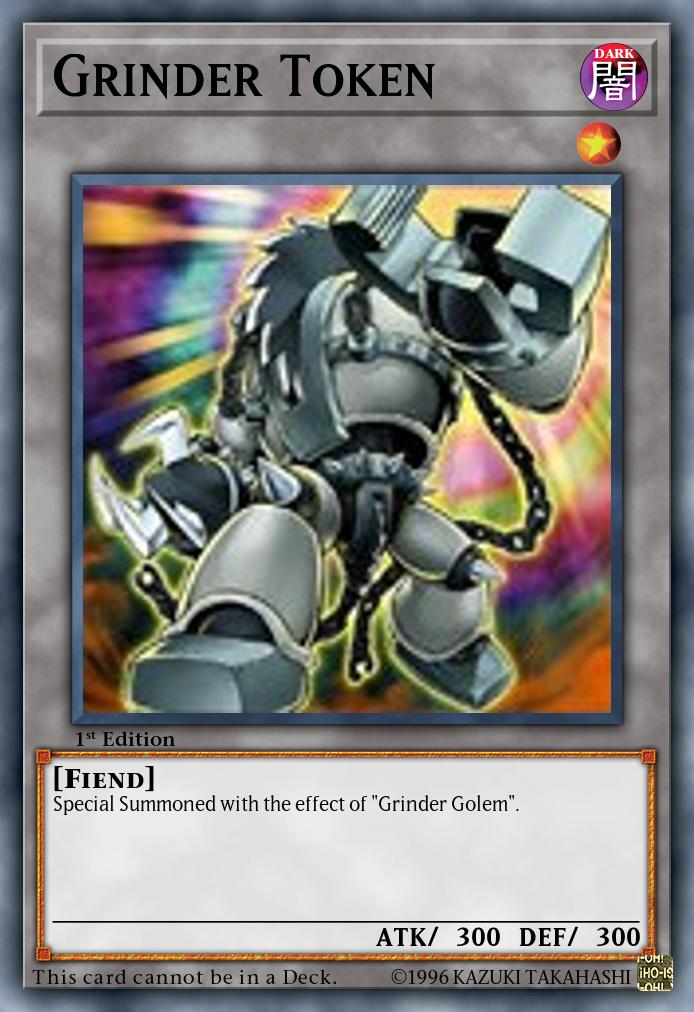 GRINDER TOKEN
DARK
闇
1st Edition
[FIEND]
Special Summoned with the effect of "Grinder Golem".
ATK/ 300 DEF/ 300
This card cannot be in a Deck.
©1996 KAZUKI TAKAHASHI